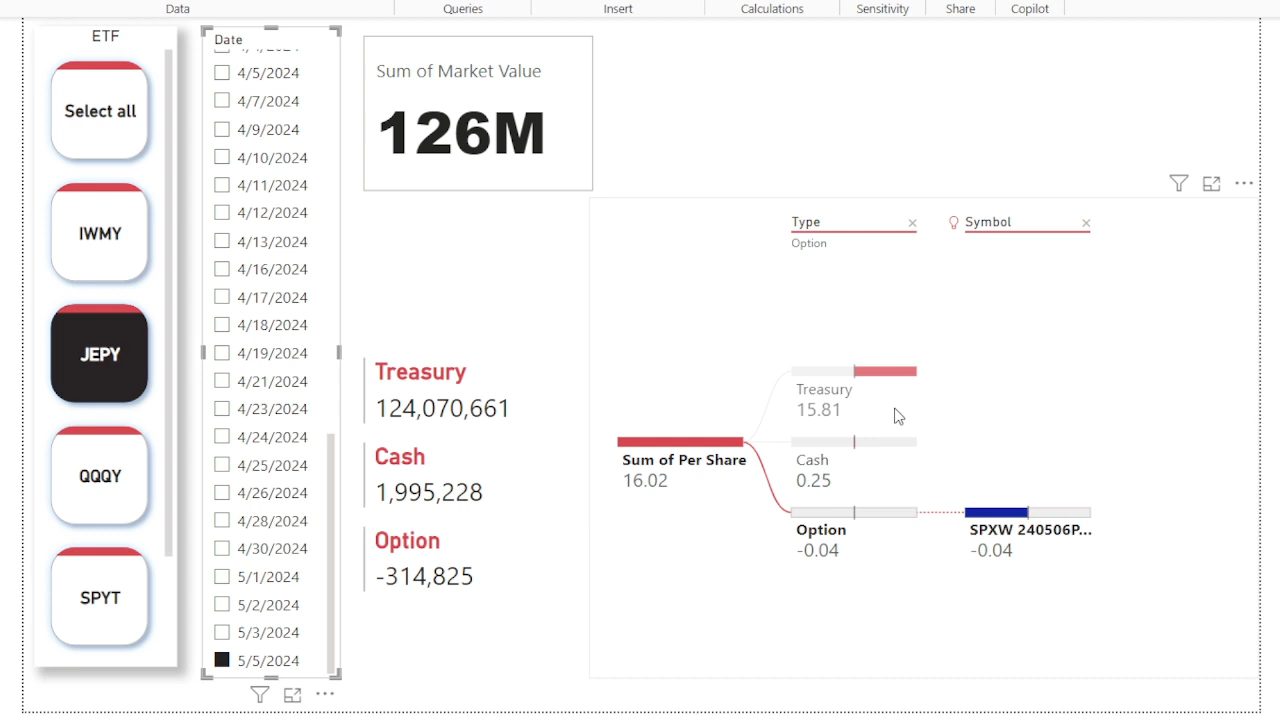 Data
Queries
Insert
Calculations
Sensitivity
Share
Copilot
ETF
Select all
IWMY
JEPY
QQQY
SPYT
Date
4/5/2024
4/7/2024
4/9/2024
4/10/2024
4/11/2024
4/12/2024
4/13/2024
4/16/2024
4/17/2024
4/18/2024
4/19/2024
4/21/2024
4/23/2024
4/24/2024
4/25/2024
4/26/2024
4/28/2024
4/30/2024
5/1/2024
5/2/2024
5/3/2024
5/5/2024
Sum of Market Value
126M
Treasury
124,070,661
Cash
1,995,228
Option
-314,825
Type
Option
Symbol
Sum of Per Share
16.02
Treasury
15.81
Cash
0.25
Option
-0.04
SPXW 240506P...
-0.04